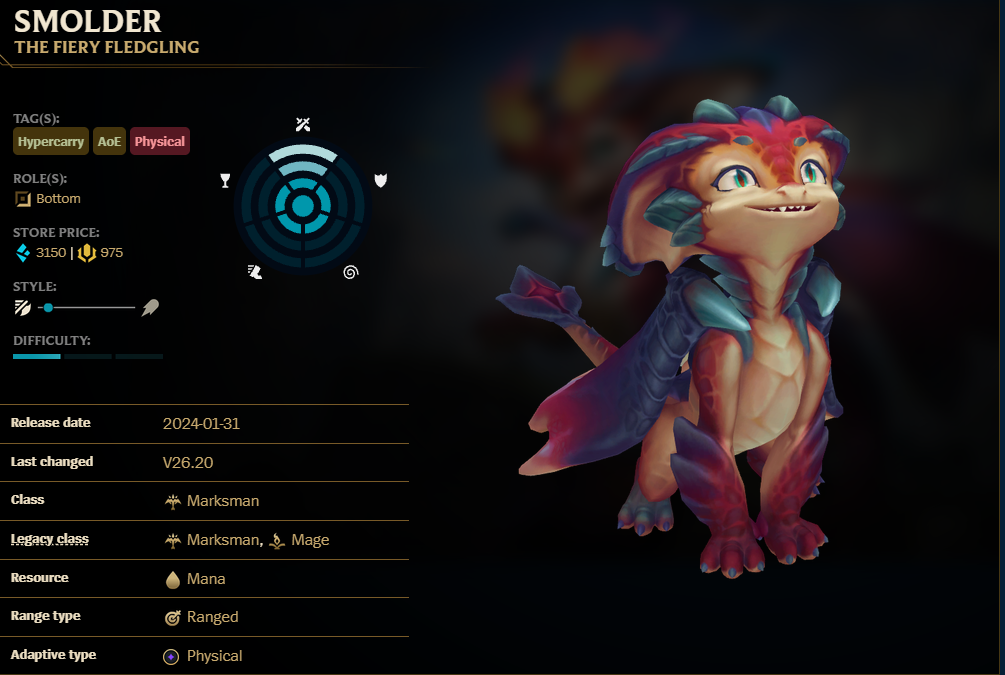 SMOLDER
THE FIERY FLEDGLING
TAG(S):
Hypercarry AoE Physical
ROLE(S):
Bottom
STORE PRICE:
3150 | 975
STYLE:
DIFFICULTY:
Release date 2024-01-31
Last changed V26.20
Class Marksman
Legacy class Marksman, Mage
Resource Mana
Range type Ranged
Adaptive type Physical